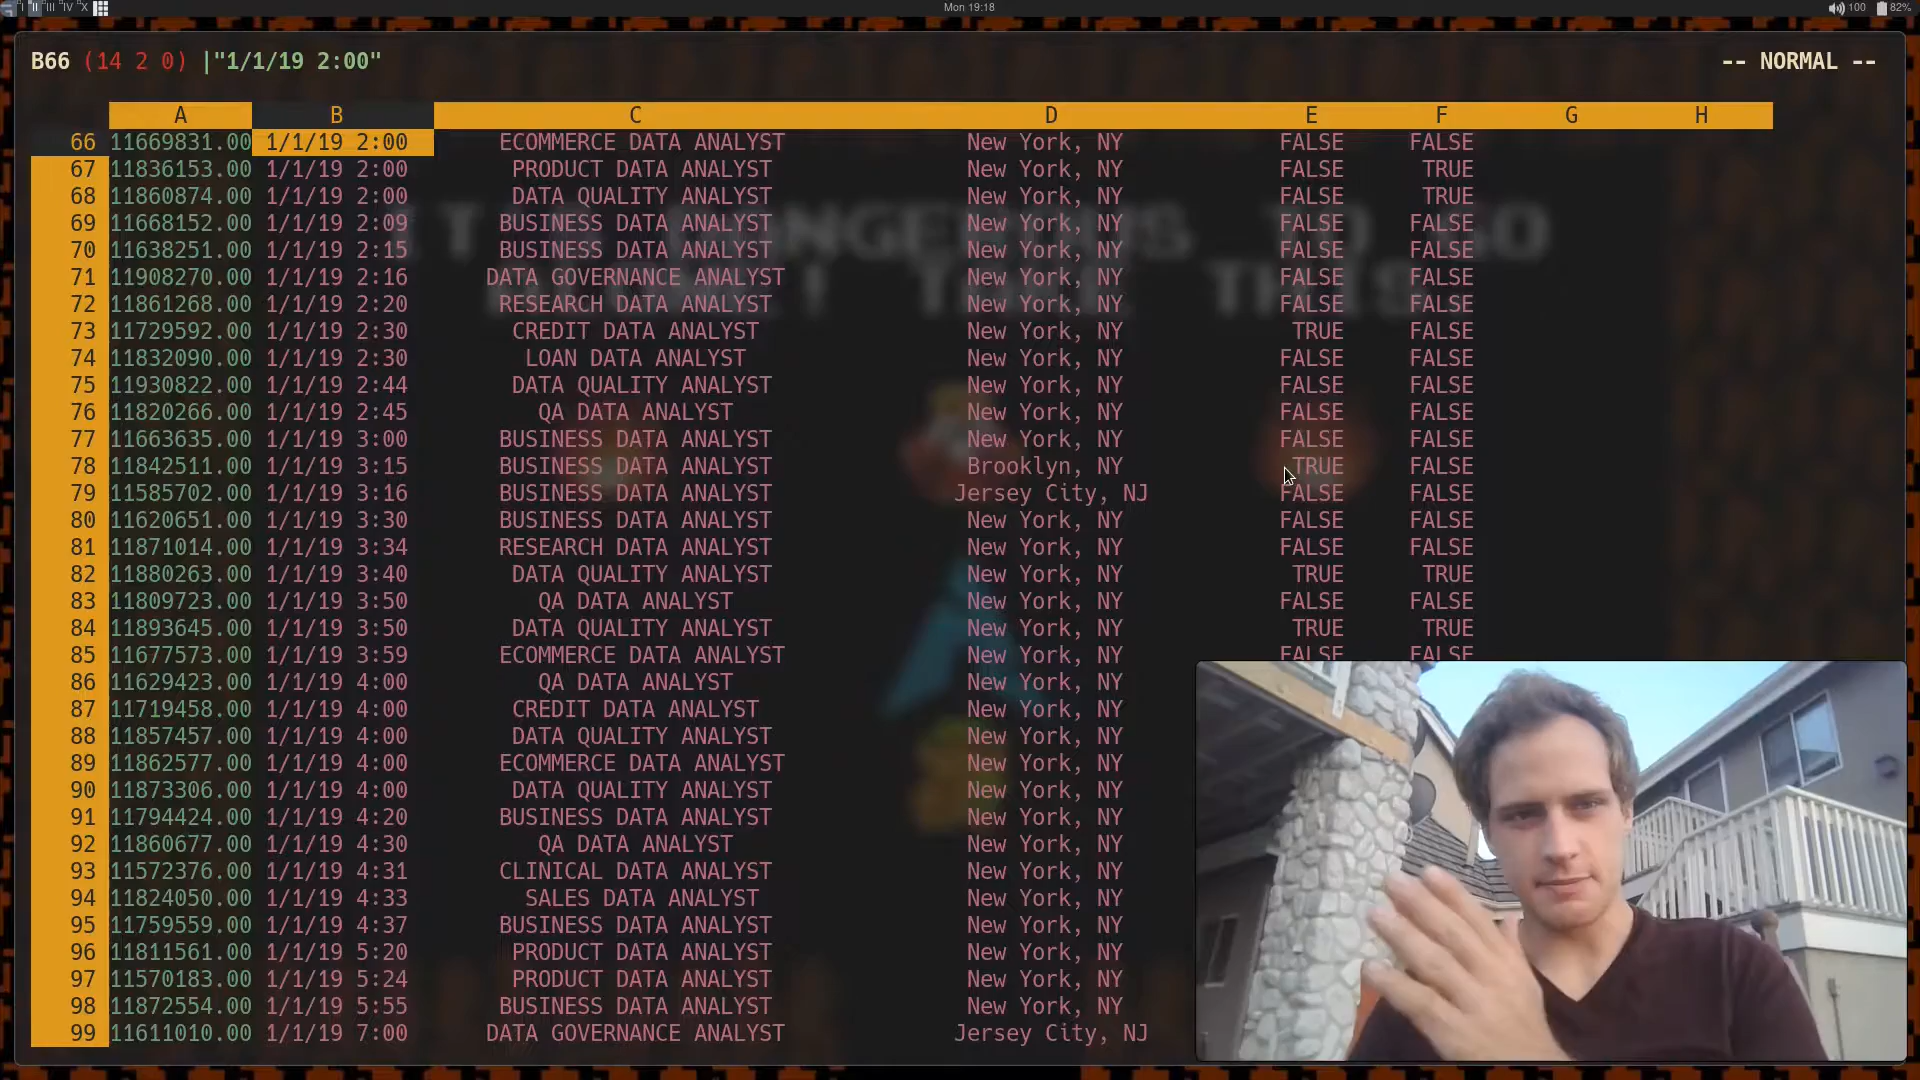 I II III IV X Mon 19:18 100 82%
B66 (14 2 0) |"1/1/19 2:00" -- NORMAL --
A B C D E F G H
66 11669831.00 1/1/19 2:00 ECOMMERCE DATA ANALYST New York, NY FALSE FALSE
67 11836153.00 1/1/19 2:00 PRODUCT DATA ANALYST New York, NY FALSE TRUE
68 11860874.00 1/1/19 2:00 DATA QUALITY ANALYST New York, NY FALSE TRUE
69 11668152.00 1/1/19 2:09 BUSINESS DATA ANALYST New York, NY FALSE FALSE
70 11638251.00 1/1/19 2:15 BUSINESS DATA ANALYST New York, NY FALSE FALSE
71 11908270.00 1/1/19 2:16 DATA GOVERNANCE ANALYST New York, NY FALSE FALSE
72 11861268.00 1/1/19 2:20 RESEARCH DATA ANALYST New York, NY FALSE FALSE
73 11729592.00 1/1/19 2:30 CREDIT DATA ANALYST New York, NY TRUE FALSE
74 11832090.00 1/1/19 2:30 LOAN DATA ANALYST New York, NY FALSE FALSE
75 11930822.00 1/1/19 2:44 DATA QUALITY ANALYST New York, NY FALSE FALSE
76 11820266.00 1/1/19 2:45 QA DATA ANALYST New York, NY FALSE FALSE
77 11663635.00 1/1/19 3:00 BUSINESS DATA ANALYST New York, NY FALSE FALSE
78 11842511.00 1/1/19 3:15 BUSINESS DATA ANALYST Brooklyn, NY TRUE FALSE
79 11585702.00 1/1/19 3:16 BUSINESS DATA ANALYST Jersey City, NJ FALSE FALSE
80 11620651.00 1/1/19 3:30 BUSINESS DATA ANALYST New York, NY FALSE FALSE
81 11871014.00 1/1/19 3:34 RESEARCH DATA ANALYST New York, NY FALSE FALSE
82 11880263.00 1/1/19 3:40 DATA QUALITY ANALYST New York, NY TRUE TRUE
83 11809723.00 1/1/19 3:50 QA DATA ANALYST New York, NY FALSE FALSE
84 11893645.00 1/1/19 3:50 DATA QUALITY ANALYST New York, NY TRUE TRUE
85 11677573.00 1/1/19 3:59 ECOMMERCE DATA ANALYST New York, NY FALSE FALSE
86 11629423.00 1/1/19 4:00 QA DATA ANALYST New York, NY
87 11719458.00 1/1/19 4:00 CREDIT DATA ANALYST New York, NY
88 11857457.00 1/1/19 4:00 DATA QUALITY ANALYST New York, NY
89 11862577.00 1/1/19 4:00 ECOMMERCE DATA ANALYST New York, NY
90 11873306.00 1/1/19 4:00 DATA QUALITY ANALYST New York, NY
91 11794424.00 1/1/19 4:20 BUSINESS DATA ANALYST New York, NY
92 11860677.00 1/1/19 4:30 QA DATA ANALYST New York, NY
93 11572376.00 1/1/19 4:31 CLINICAL DATA ANALYST New York, NY
94 11824050.00 1/1/19 4:33 SALES DATA ANALYST New York, NY
95 11759559.00 1/1/19 4:37 BUSINESS DATA ANALYST New York, NY
96 11811561.00 1/1/19 5:20 PRODUCT DATA ANALYST New York, NY
97 11570183.00 1/1/19 5:24 PRODUCT DATA ANALYST New York, NY
98 11872554.00 1/1/19 5:55 BUSINESS DATA ANALYST New York, NY
99 11611010.00 1/1/19 7:00 DATA GOVERNANCE ANALYST Jersey City, NJ